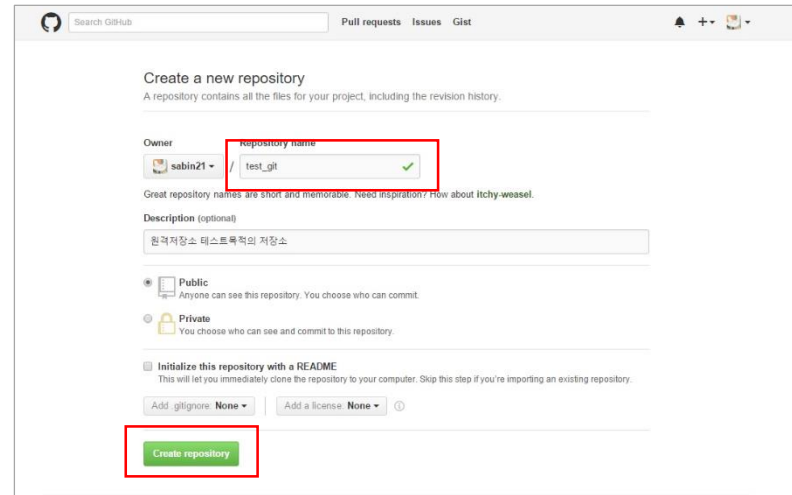 Search GitHub Pull requests Issues Gist
Create a new repository
A repository contains all the files for your project, including the revision history.
Owner Repository name
sabin21 / test_git
Great repository names are short and memorable. Need inspiration? How about itchy-weasel.
Description (optional)
원격저장소 테스트목적의 저장소
Public
Anyone can see this repository. You choose who can commit.
Private
You choose who can see and commit to this repository.
Initialize this repository with a README
This will let you immediately clone the repository to your computer. Skip this step if you're importing an existing repository.
Add .gitignore: None Add a license: None
Create repository